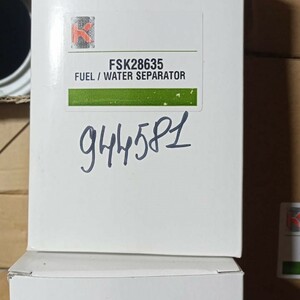 K
FSK28635
FUEL / WATER SEPARATOR
944581